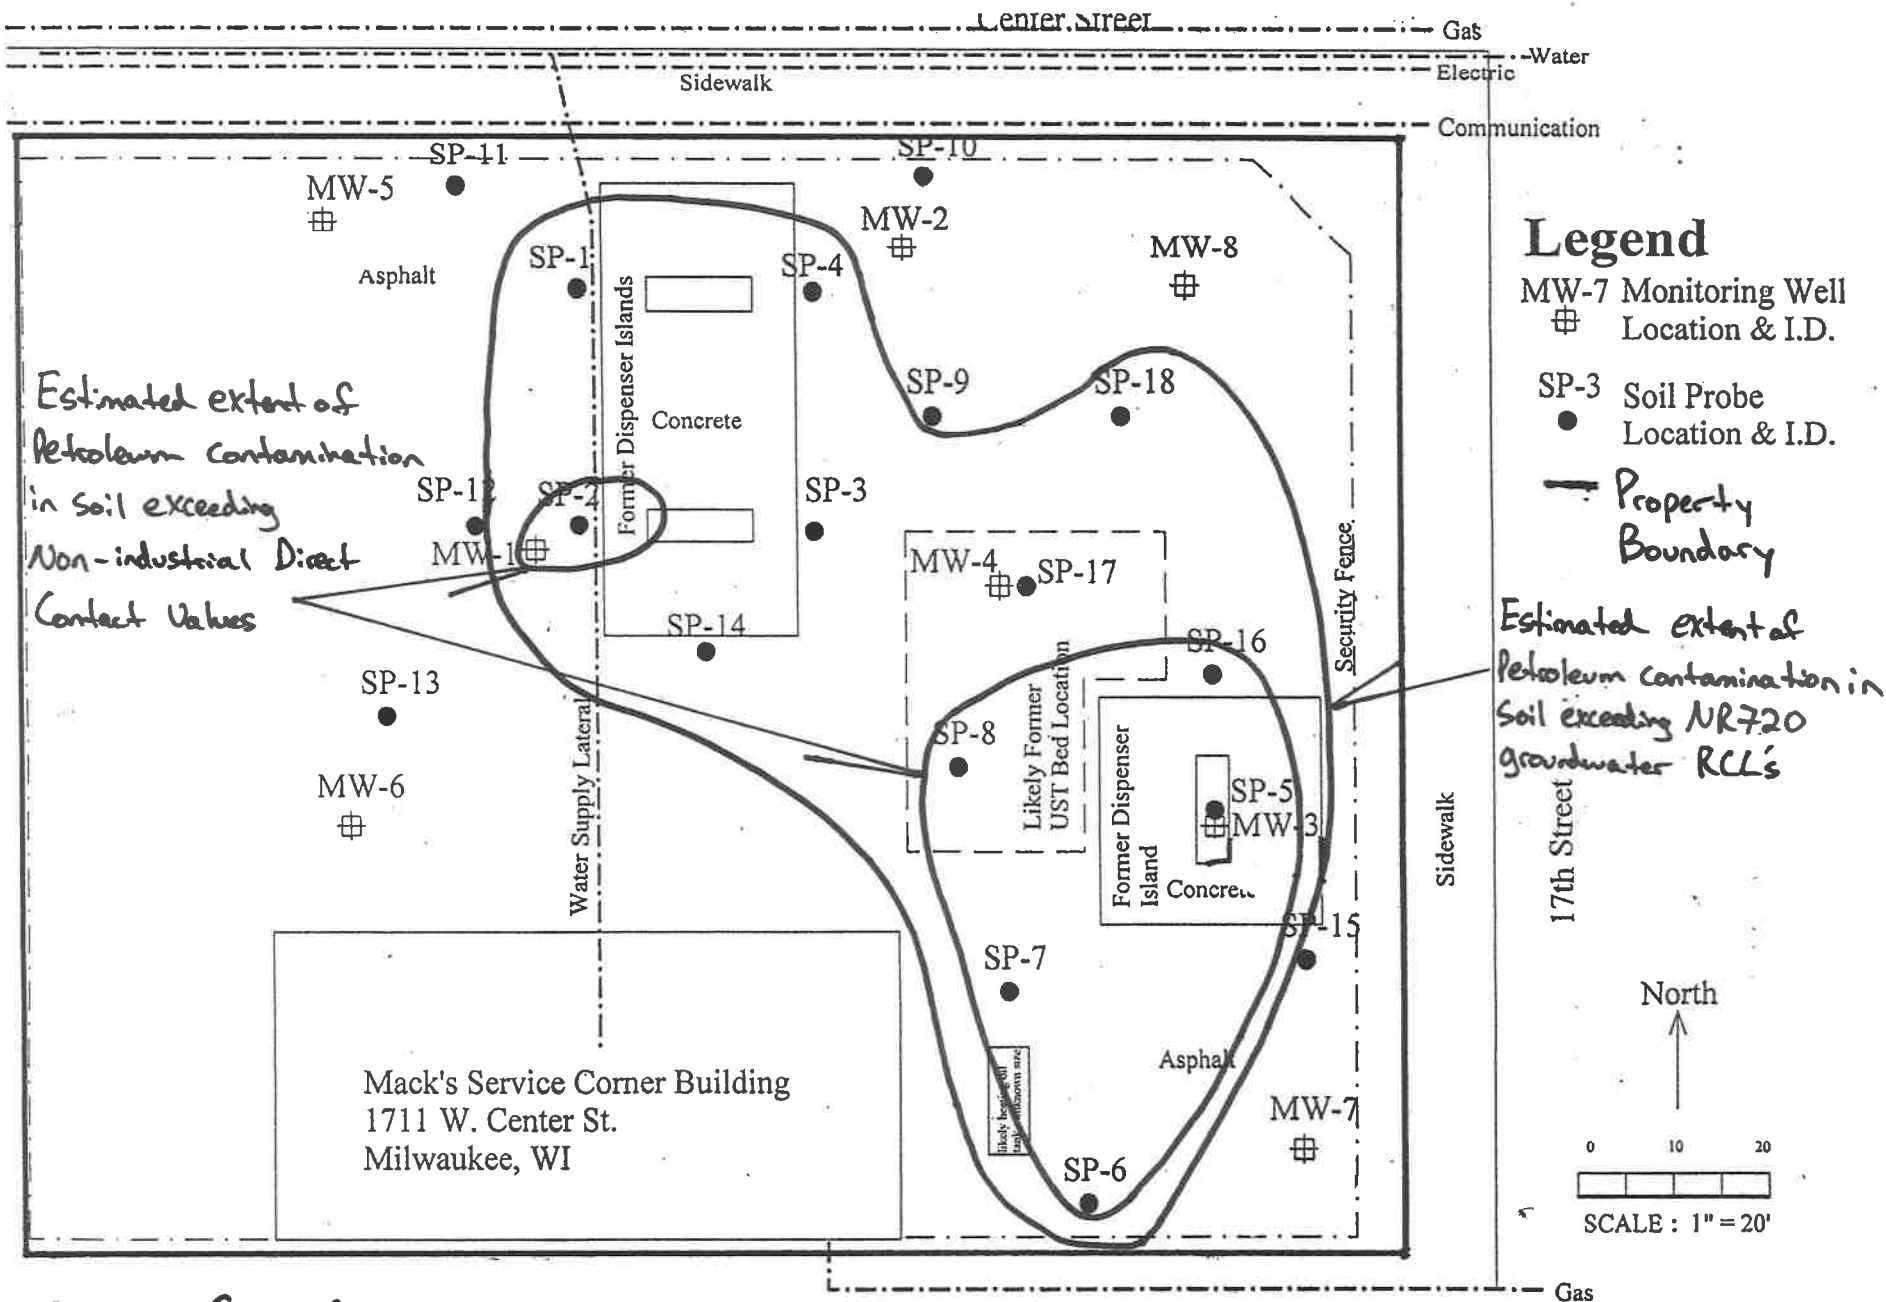 Center Street
Gas
Water
Sidewalk
Electric
Communication
SP-11
SP-10
MW-5
MW-2
MW-8
Legend
SP-1
SP-4
Asphalt
MW-7 Monitoring Well
Location & I.D.
Former Dispenser Islands
Estimated extent of
Petroleum contamination
in soil exceeding
Non-industrial Direct
Contact Values
SP-9
SP-18
SP-3 Soil Probe
Location & I.D.
Concrete
SP-12
SP-2
SP-3
Property
Boundary
MW-1
MW-4
SP-17
Security Fence
SP-14
SP-16
Estimated extent of
Petroleum contamination in
Soil exceeding NR720
groundwater RCL's
SP-13
Water Supply Lateral
SP-8
Likely Former
UST Bed Location
Former Dispenser
Island
SP-5
MW-3
MW-6
Concrete
Sidewalk
17th Street
SP-15
SP-7
North
Asphalt
Mack's Service Corner Building
1711 W. Center St.
Milwaukee, WI
likely heating oil
tank unknown size
MW-7
SP-6
0 10 20
SCALE : 1" = 20'
Gas